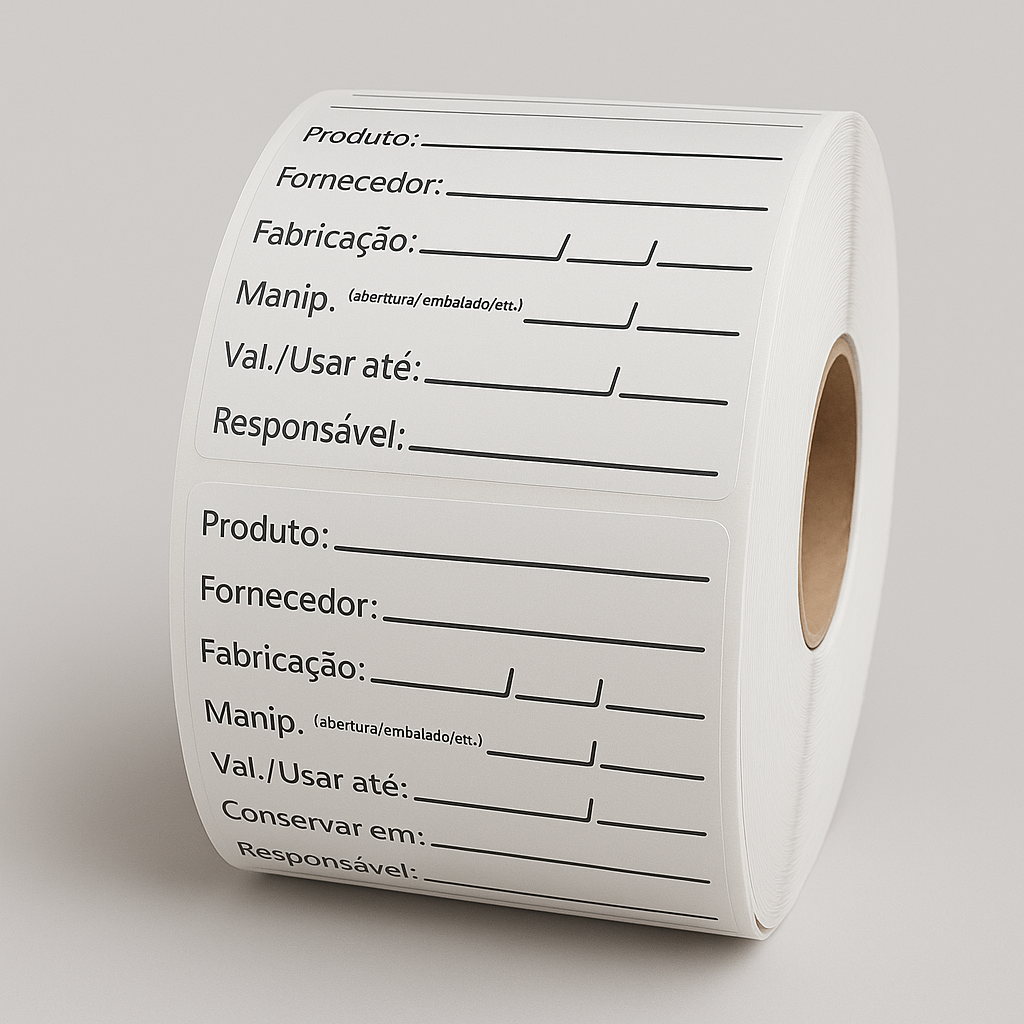 Produto:
Fornecedor:
Fabricação: / /
Manip. (aberttura/embalado/ett.) /
Val./Usar até: /
Responsável:
Produto:
Fornecedor:
Fabricação: / /
Manip. (abertura/embalado/ett.) /
Val./Usar até: /
Conservar em:
Responsável: